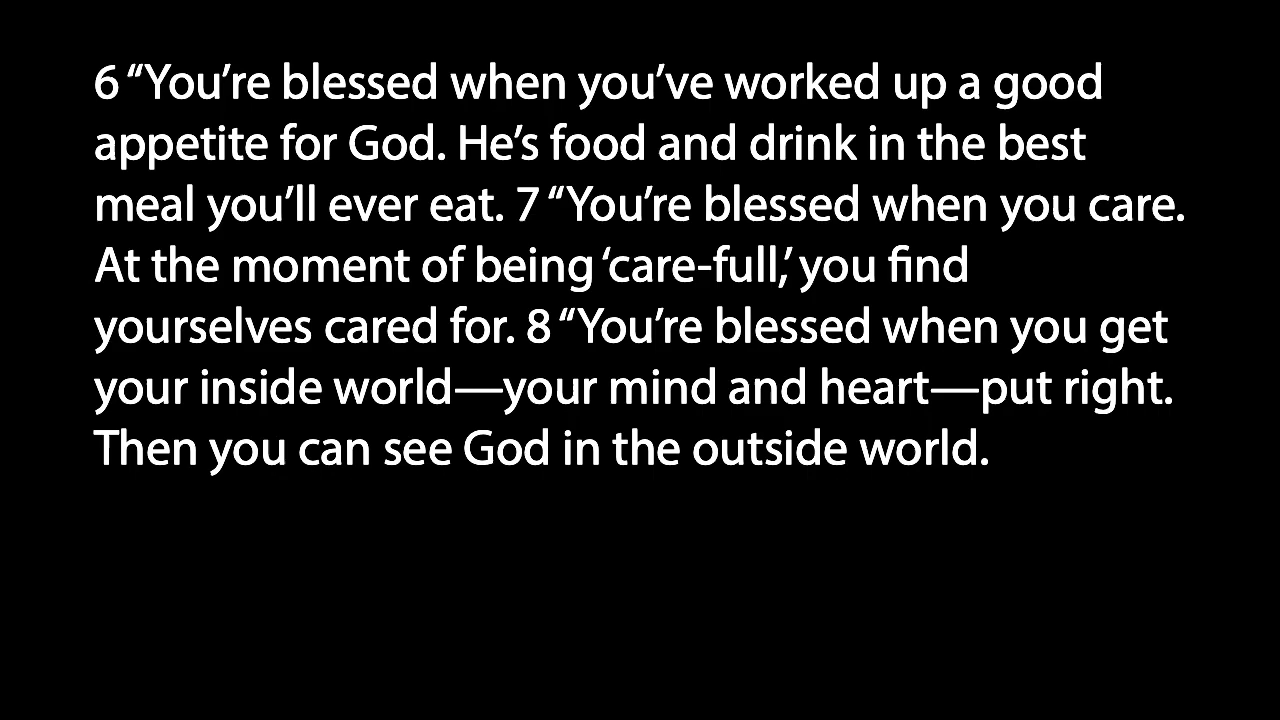 6 “You’re blessed when you’ve worked up a good
appetite for God. He’s food and drink in the best
meal you’ll ever eat. 7 “You’re blessed when you care.
At the moment of being ‘care-full,’ you find
yourselves cared for. 8 “You’re blessed when you get
your inside world—your mind and heart—put right.
Then you can see God in the outside world.